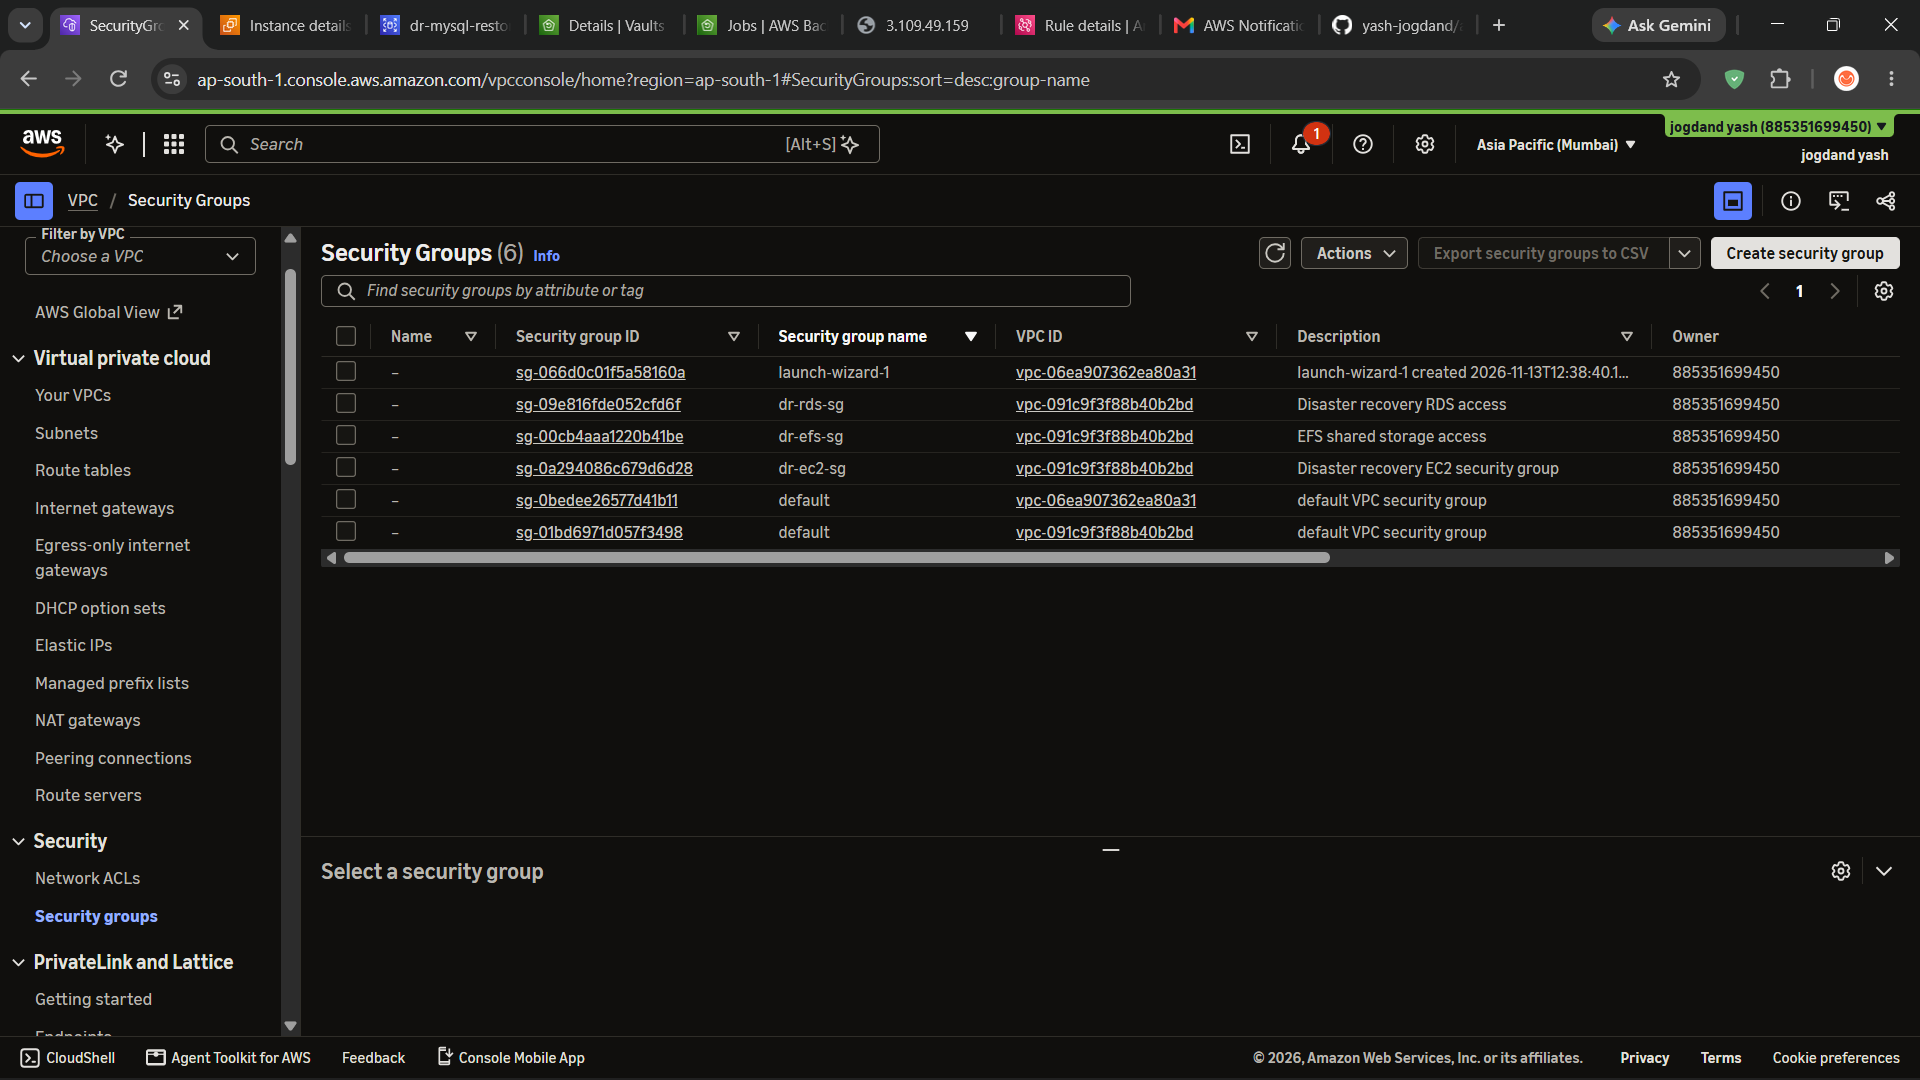 SecurityGro
Instance details
dr-mysql-resto
Details | Vaults
Jobs | AWS Bac
3.109.49.159
Rule details | A
AWS Notificatio
yash-jogdand/
Ask Gemini
ap-south-1.console.aws.amazon.com/vpcconsole/home?region=ap-south-1#SecurityGroups:sort=desc:group-name
aws
Search
[Alt+S]
1
Asia Pacific (Mumbai)
jogdand yash (885351699450)
jogdand yash
VPC / Security Groups
Filter by VPC
Choose a VPC
AWS Global View
Virtual private cloud
Your VPCs
Subnets
Route tables
Internet gateways
Egress-only internet
gateways
DHCP option sets
Elastic IPs
Managed prefix lists
NAT gateways
Peering connections
Route servers
Security
Network ACLs
Security groups
PrivateLink and Lattice
Getting started
Endpoints
Security Groups (6) Info
Actions
Export security groups to CSV
Create security group
Find security groups by attribute or tag
1
Name Security group ID Security group name VPC ID Description Owner
– sg-066d0c01f5a58160a launch-wizard-1 vpc-06ea907362ea80a31 launch-wizard-1 created 2026-11-13T12:38:40.1... 885351699450
– sg-09e816fde052cfd6f dr-rds-sg vpc-091c9f3f88b40b2bd Disaster recovery RDS access 885351699450
– sg-00cb4aaa1220b41be dr-efs-sg vpc-091c9f3f88b40b2bd EFS shared storage access 885351699450
– sg-0a294086c679d6d28 dr-ec2-sg vpc-091c9f3f88b40b2bd Disaster recovery EC2 security group 885351699450
– sg-0bedee26577d41b11 default vpc-06ea907362ea80a31 default VPC security group 885351699450
– sg-01bd6971d057f3498 default vpc-091c9f3f88b40b2bd default VPC security group 885351699450
Select a security group
CloudShell
Agent Toolkit for AWS
Feedback
Console Mobile App
© 2026, Amazon Web Services, Inc. or its affiliates.
Privacy
Terms
Cookie preferences